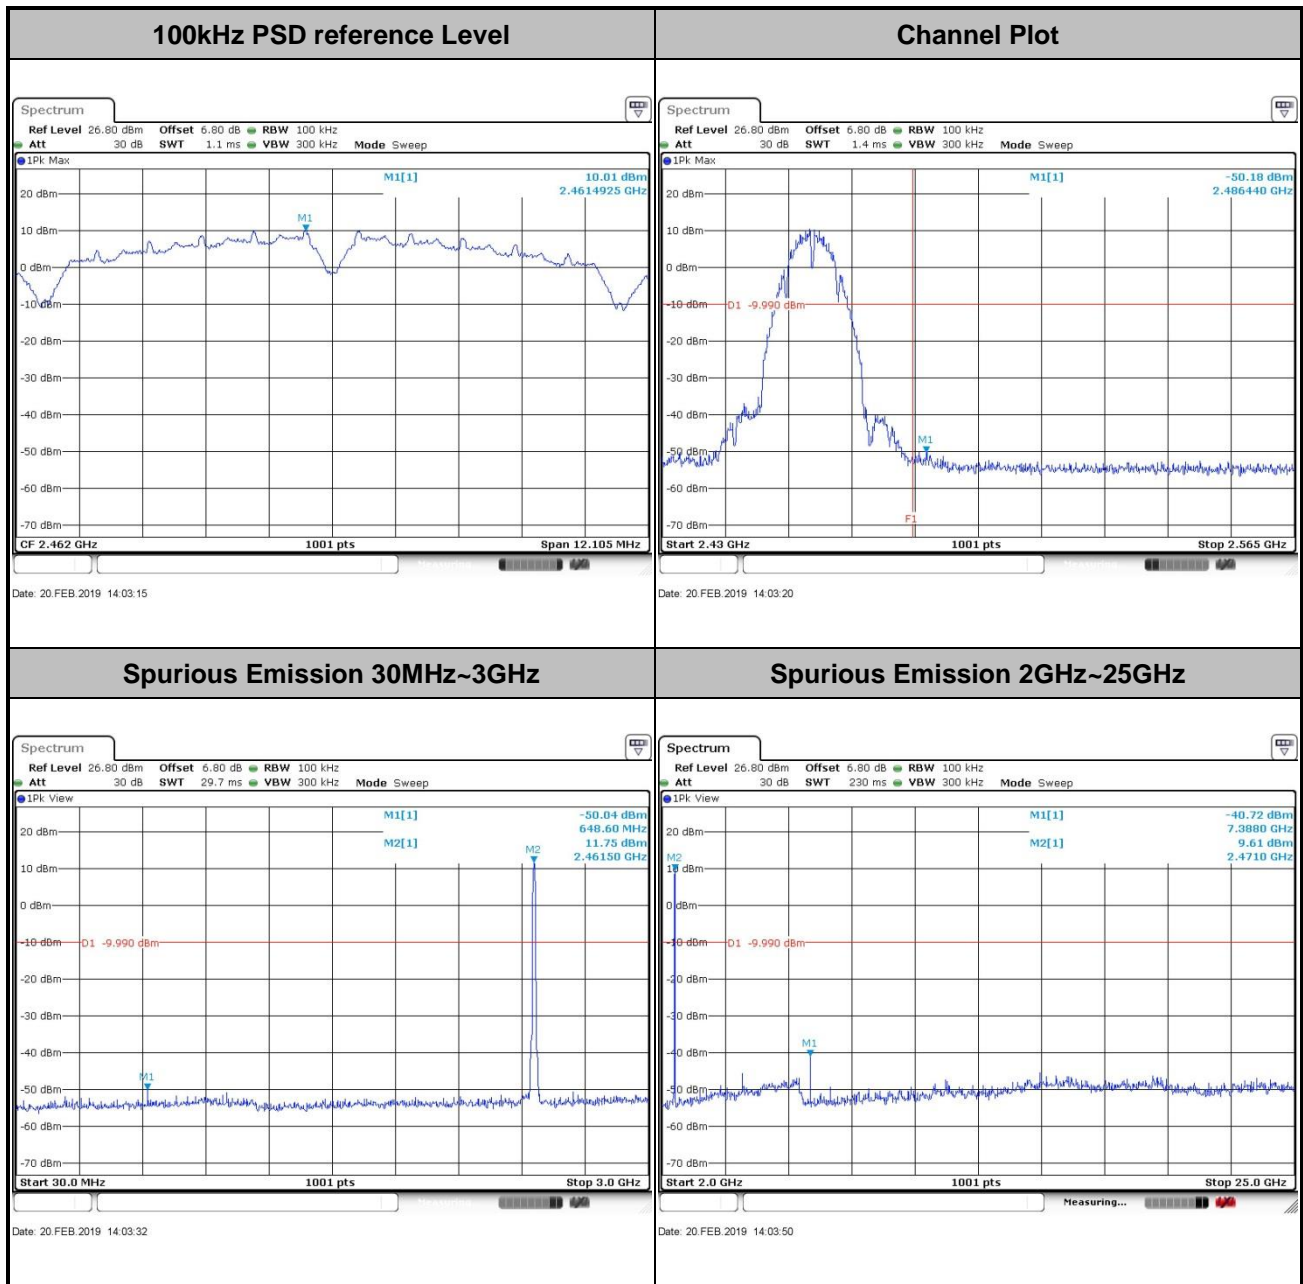 100kHz PSD reference Level
Channel Plot
Spectrum
Ref Level 26.80 dBm Offset 6.80 dB RBW 100 kHz
Att 30 dB SWT 1.1 ms VBW 300 kHz Mode Sweep
1Pk Max
M1[1] 10.01 dBm
2.4614925 GHz
20 dBm
M1
10 dBm
0 dBm
-10 dBm
-20 dBm
-30 dBm
-40 dBm
-50 dBm
-60 dBm
-70 dBm
CF 2.462 GHz 1001 pts Span 12.105 MHz
Measuring...
Date: 20.FEB.2019 14:03:15
Spectrum
Ref Level 26.80 dBm Offset 6.80 dB RBW 100 kHz
Att 30 dB SWT 1.4 ms VBW 300 kHz Mode Sweep
1Pk Max
M1[1] -50.18 dBm
2.486440 GHz
20 dBm
10 dBm
0 dBm
-10 dBm D1 -9.990 dBm
-20 dBm
-30 dBm
-40 dBm
M1
-50 dBm
-60 dBm
F1
-70 dBm
Start 2.43 GHz 1001 pts Stop 2.565 GHz
Measuring...
Date: 20.FEB.2019 14:03:20
Spurious Emission 30MHz~3GHz
Spurious Emission 2GHz~25GHz
Spectrum
Ref Level 26.80 dBm Offset 6.80 dB RBW 100 kHz
Att 30 dB SWT 29.7 ms VBW 300 kHz Mode Sweep
1Pk View
M1[1] -50.04 dBm
648.60 MHz
20 dBm
M2[1] 11.75 dBm
M2
2.46150 GHz
10 dBm
0 dBm
-10 dBm D1 -9.990 dBm
-20 dBm
-30 dBm
-40 dBm
M1
-50 dBm
-60 dBm
-70 dBm
Start 30.0 MHz 1001 pts Stop 3.0 GHz
Measuring...
Date: 20.FEB.2019 14:03:32
Spectrum
Ref Level 26.80 dBm Offset 6.80 dB RBW 100 kHz
Att 30 dB SWT 230 ms VBW 300 kHz Mode Sweep
1Pk View
M1[1] -40.72 dBm
7.3880 GHz
20 dBm
M2[1] 9.61 dBm
M2
2.4710 GHz
10 dBm
0 dBm
-10 dBm D1 -9.990 dBm
-20 dBm
-30 dBm
M1
-40 dBm
-50 dBm
-60 dBm
-70 dBm
Start 2.0 GHz 1001 pts Stop 25.0 GHz
Measuring...
Date: 20.FEB.2019 14:03:50